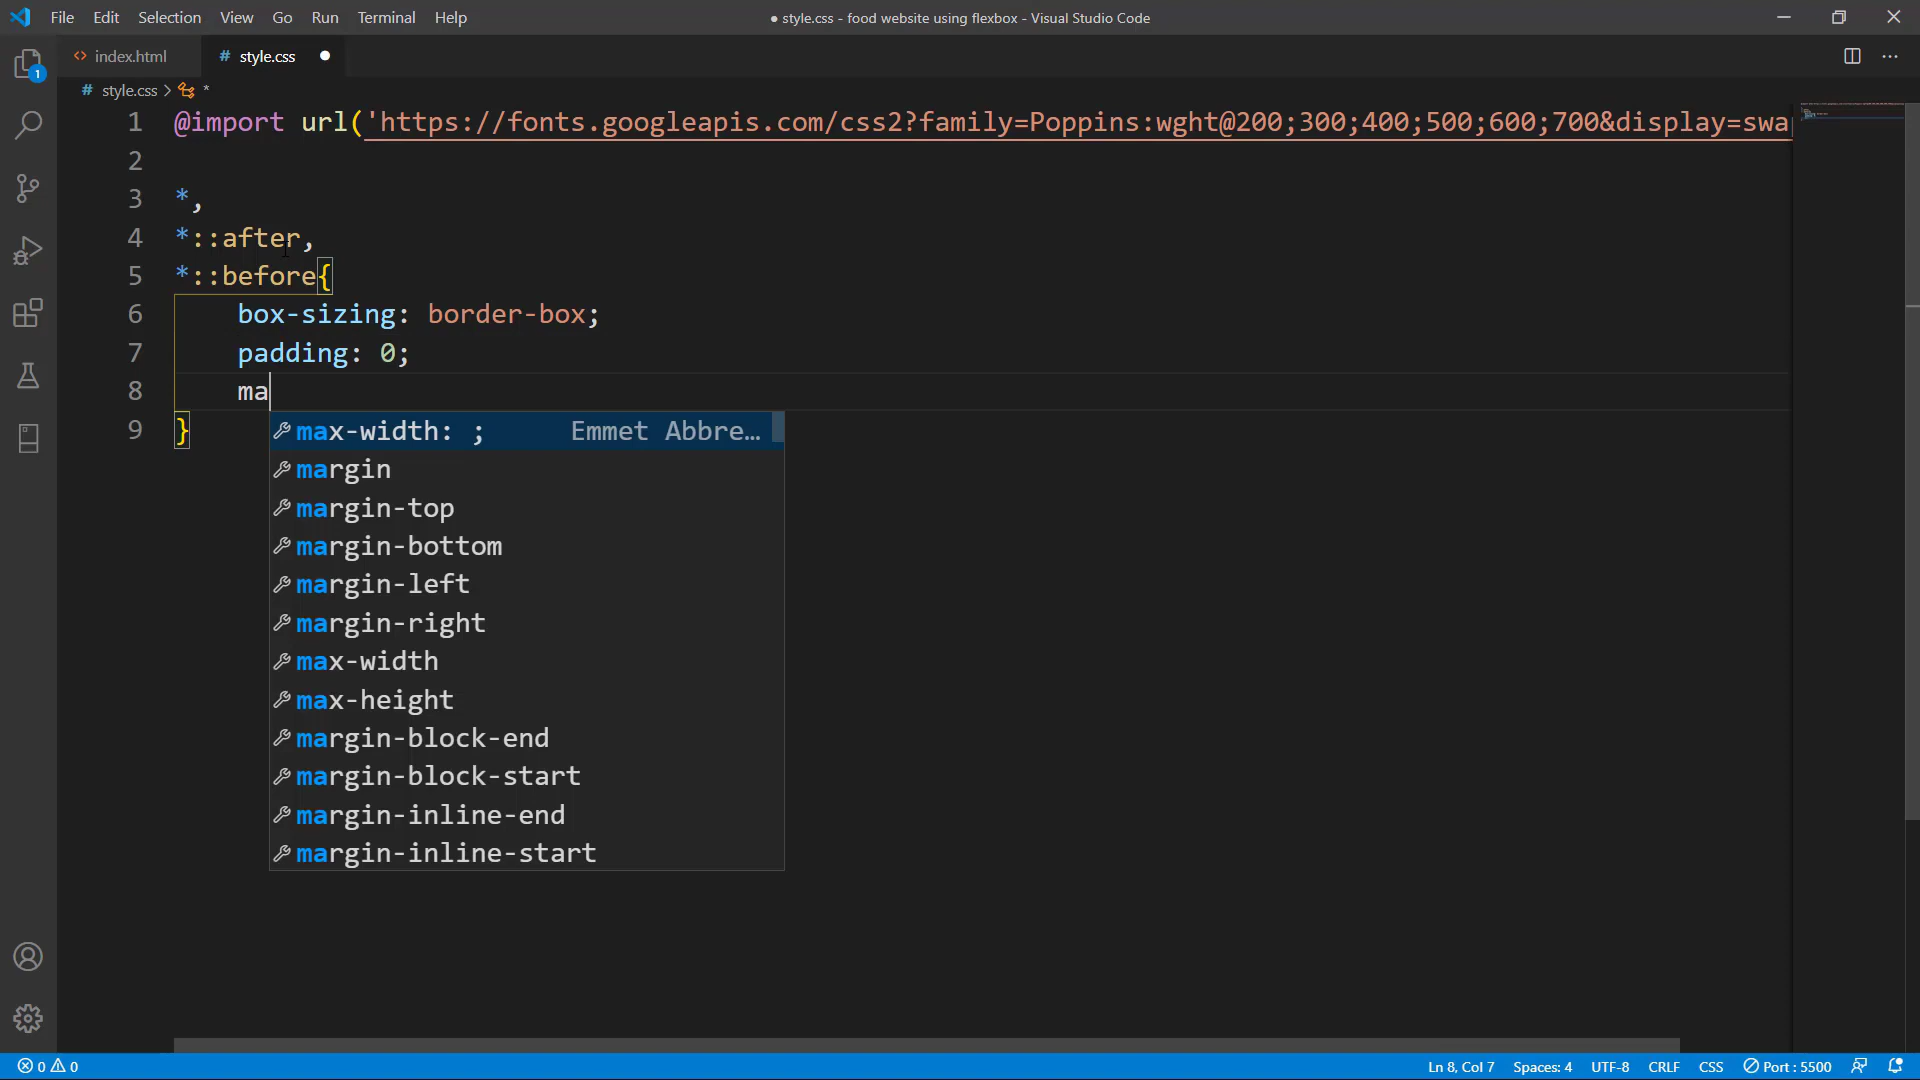 File Edit Selection View Go Run Terminal Help
● style.css - food website using flexbox - Visual Studio Code
<> index.html
# style.css ●
1
# style.css > *
1 @import url('https://fonts.googleapis.com/css2?family=Poppins:wght@200;300;400;500;600;700&display=swa
2
3 *,
4 *::after,
5 *::before{
6 box-sizing: border-box;
7 padding: 0;
8 ma
9 }
max-width: ; Emmet Abbre…
margin
margin-top
margin-bottom
margin-left
margin-right
max-width
max-height
margin-block-end
margin-block-start
margin-inline-end
margin-inline-start
0 0
Ln 8, Col 7 Spaces: 4 UTF-8 CRLF CSS Port : 5500